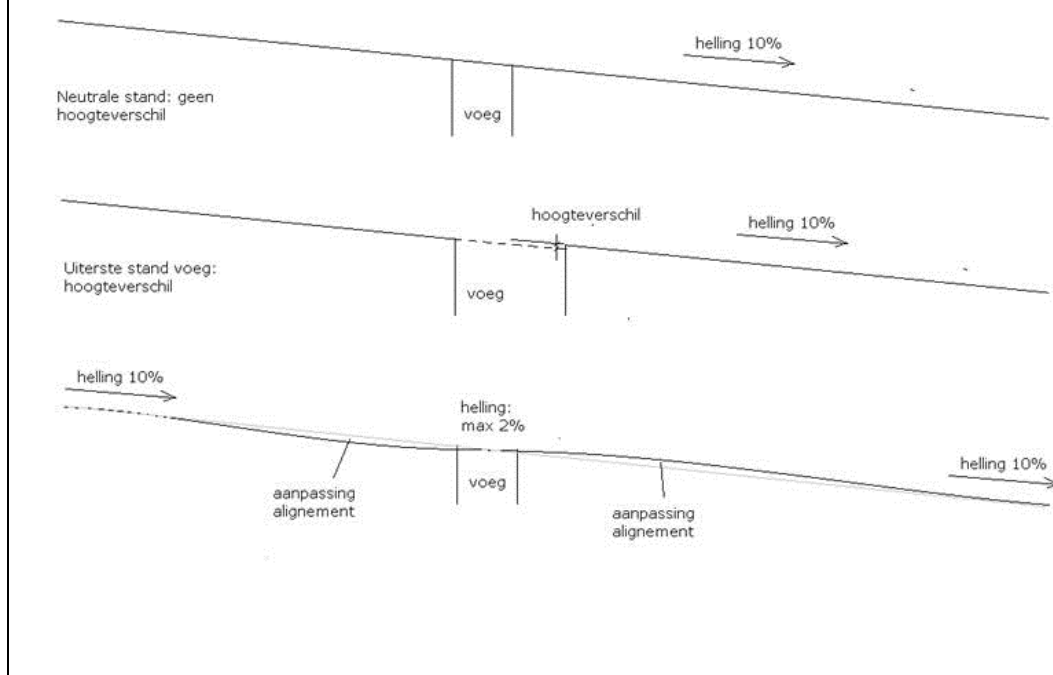 helling 10%
Neutrale stand: geen
hoogteverschil
voeg
hoogteverschil
helling 10%
Uiterste stand voeg:
hoogteverschil
voeg
helling 10%
helling:
max 2%
voeg
helling 10%
aanpassing
alignement
aanpassing
alignement